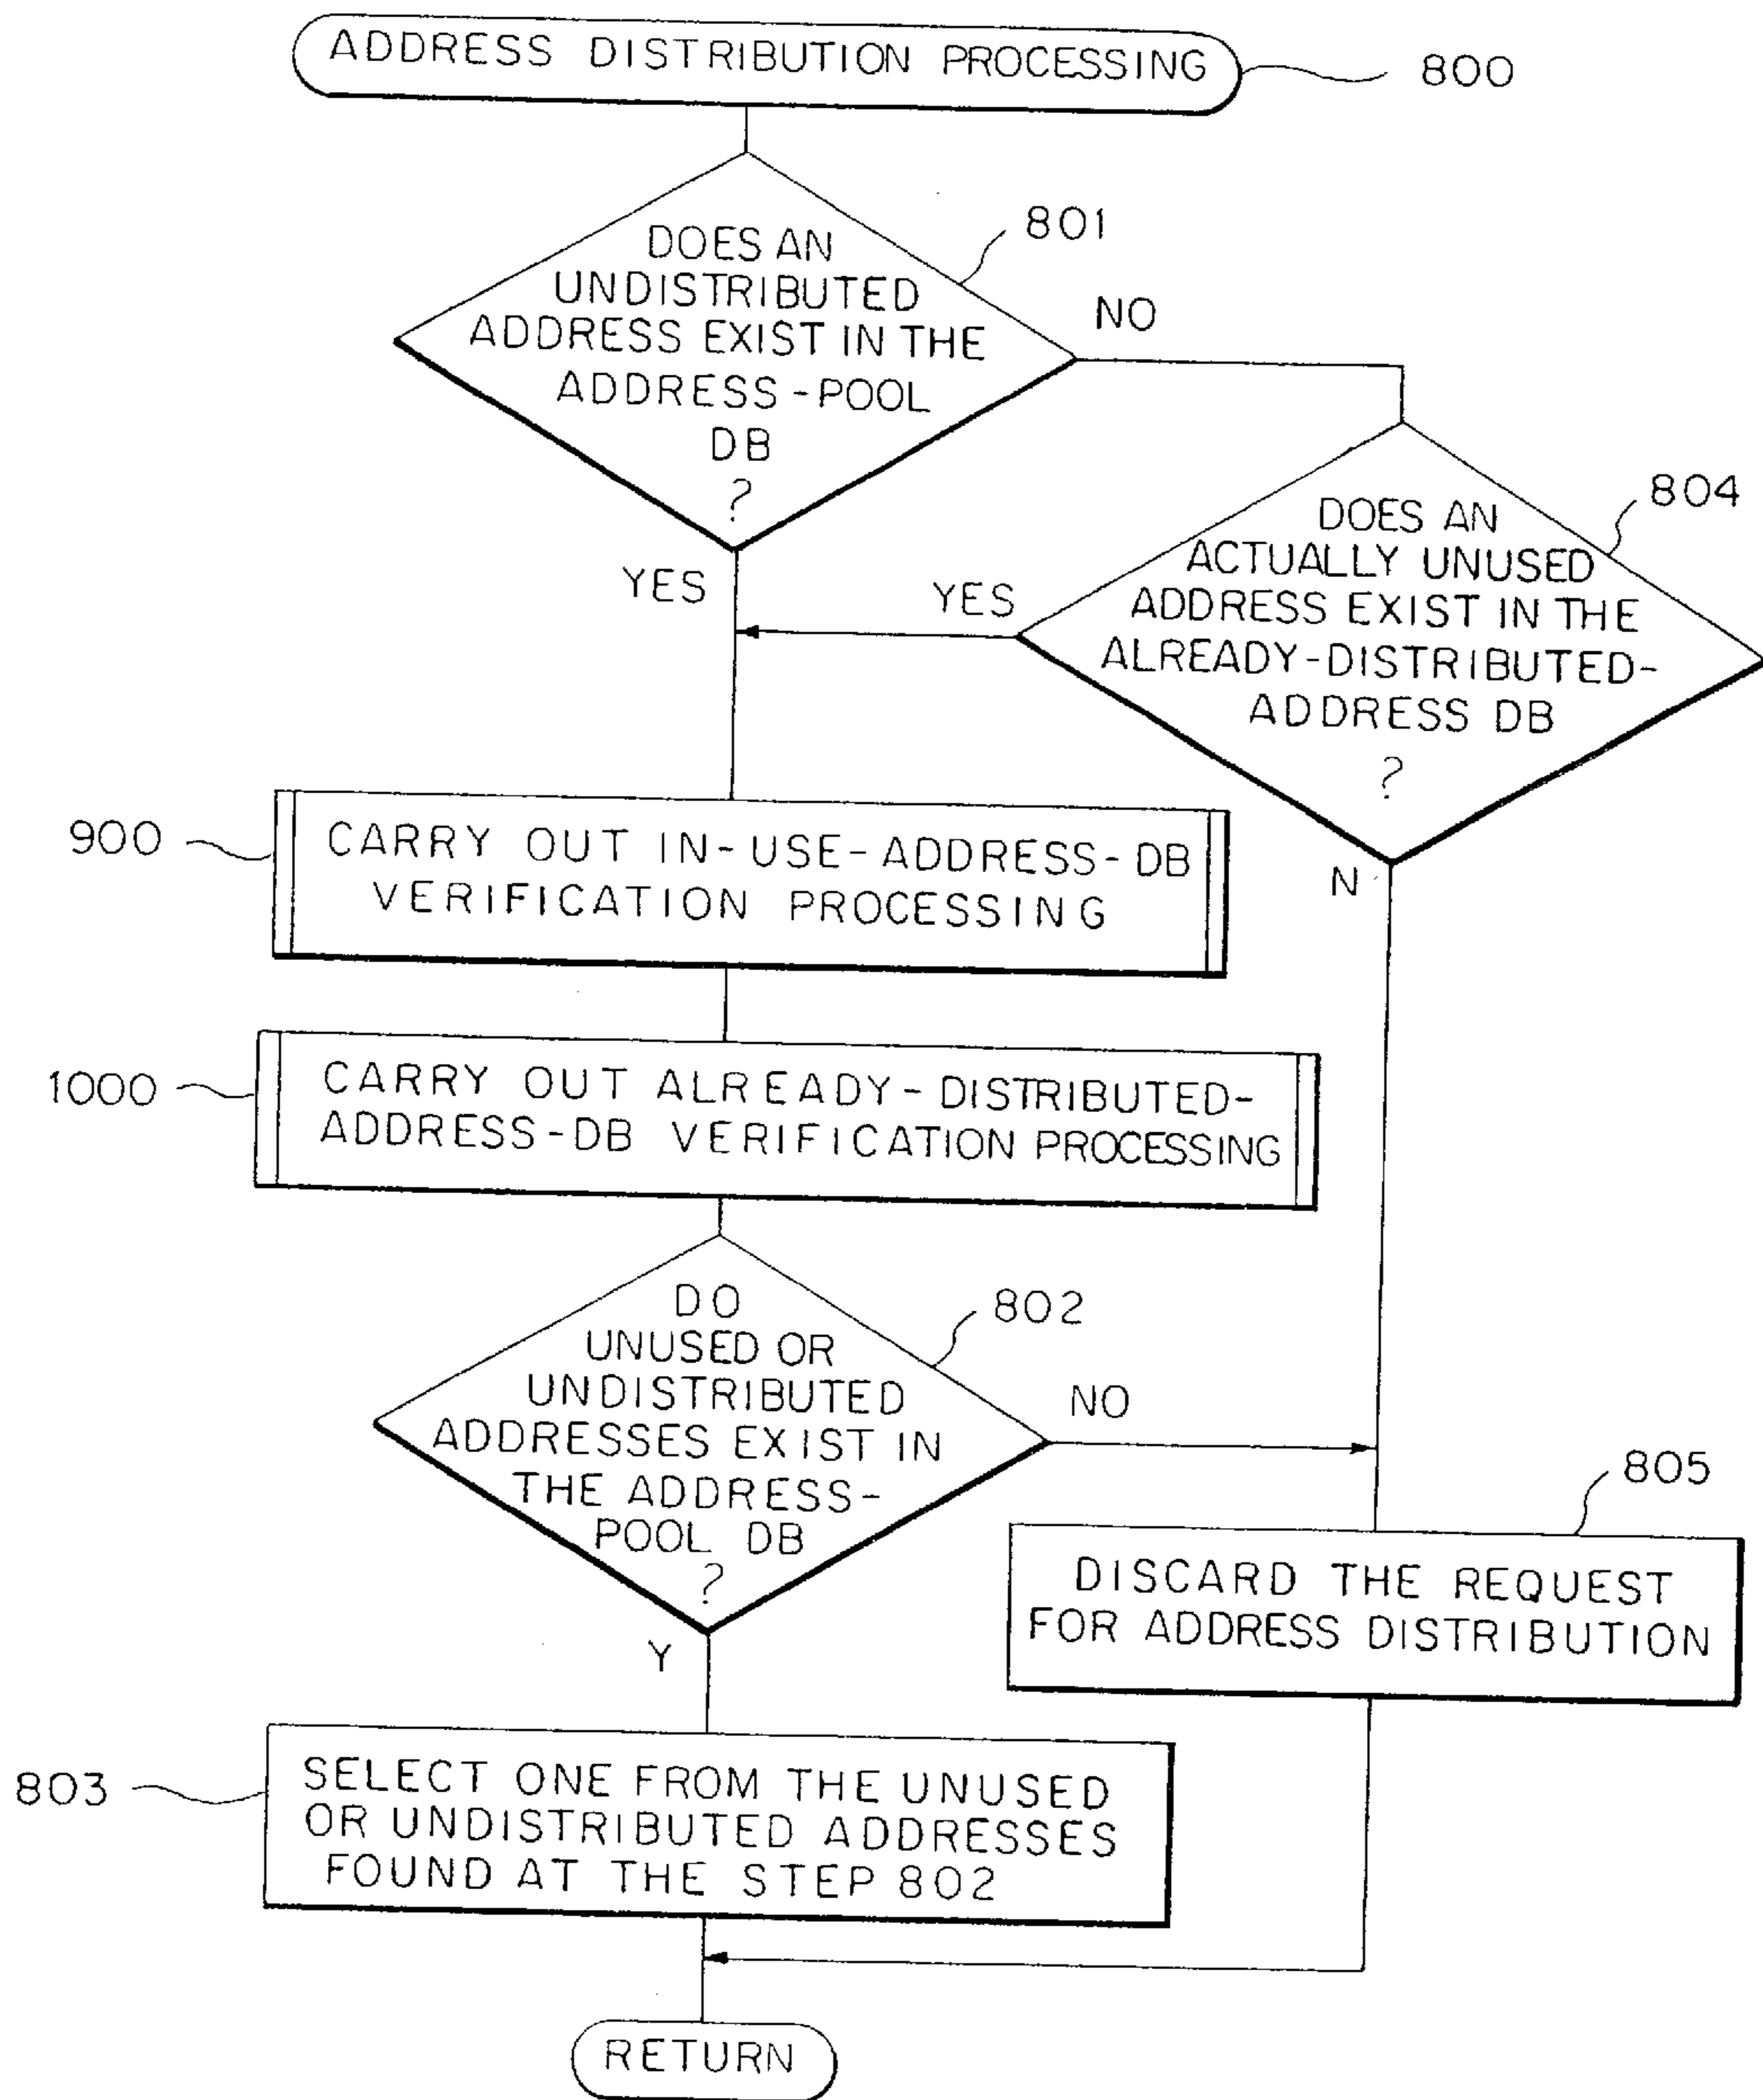 ADDRESS DISTRIBUTION PROCESSING
800
DOES AN
UNDISTRIBUTED
ADDRESS EXIST IN THE
ADDRESS-POOL
DB
?
801
NO
YES
DOES AN
ACTUALLY UNUSED
ADDRESS EXIST IN THE
ALREADY-DISTRIBUTED-
ADDRESS DB
?
804
YES
N
900
CARRY OUT IN-USE-ADDRESS-DB
VERIFICATION PROCESSING
1000
CARRY OUT ALREADY-DISTRIBUTED-
ADDRESS-DB VERIFICATION PROCESSING
DO
UNUSED OR
UNDISTRIBUTED
ADDRESSES EXIST IN
THE ADDRESS-
POOL DB
?
802
NO
Y
805
DISCARD THE REQUEST
FOR ADDRESS DISTRIBUTION
803
SELECT ONE FROM THE UNUSED
OR UNDISTRIBUTED ADDRESSES
FOUND AT THE STEP 802
RETURN